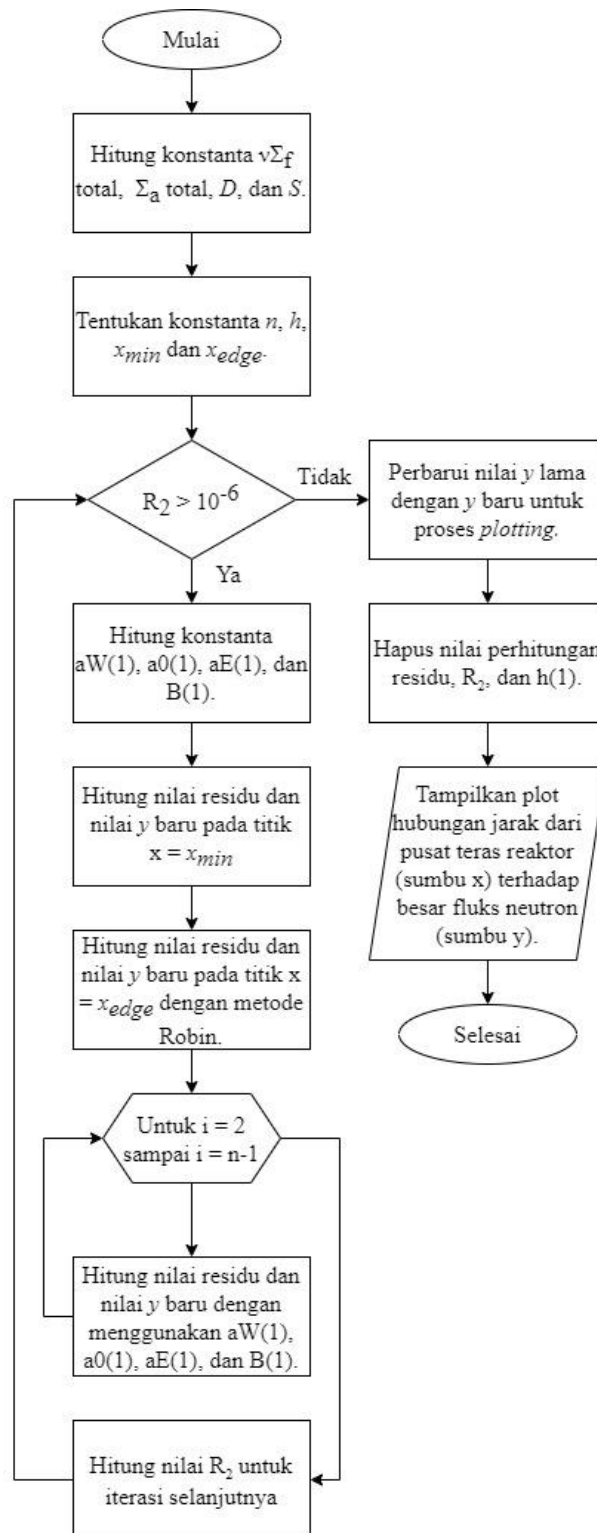 Mulai
Hitung konstanta νΣf
total, Σa total, D, dan S.
Tentukan konstanta n, h,
xmin dan xedge.
R2 > 10-6
Tidak
Ya
Perbarui nilai y lama
dengan y baru untuk
proses plotting.
Hitung konstanta
aW(1), a0(1), aE(1), dan
B(1).
Hapus nilai perhitungan
residu, R2, dan h(1).
Hitung nilai residu dan
nilai y baru pada titik
x = xmin
Tampilkan plot
hubungan jarak dari
pusat teras reaktor
(sumbu x) terhadap
besar fluks neutron
(sumbu y).
Hitung nilai residu dan
nilai y baru pada titik x
= xedge dengan metode
Robin.
Selesai
Untuk i = 2
sampai i = n-1
Hitung nilai residu dan
nilai y baru dengan
menggunakan aW(1),
a0(1), aE(1), dan B(1).
Hitung nilai R2 untuk
iterasi selanjutnya